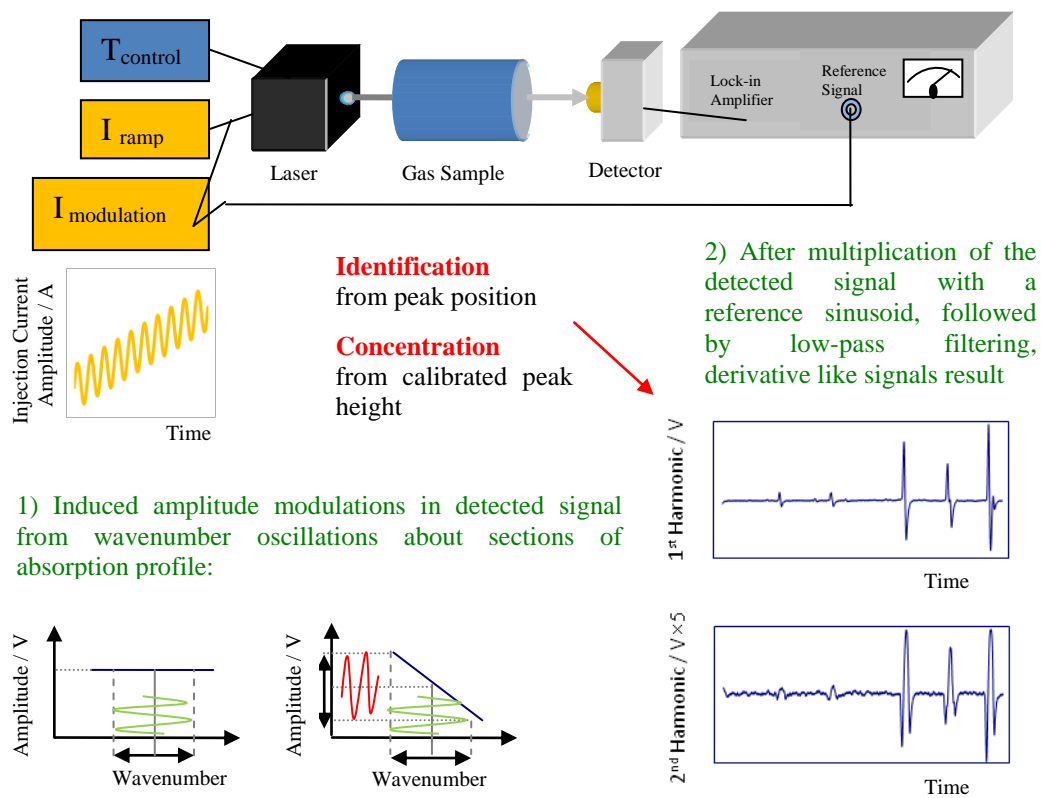 T control
I ramp
I modulation
Laser
Gas Sample
Detector
Lock-in
Amplifier
Reference
Signal
Injection Current
Amplitude / A
Time
Identification
from peak position
Concentration
from calibrated peak
height
2) After multiplication of the
detected signal with a
reference sinusoid, followed
by low-pass filtering,
derivative like signals result
1st Harmonic / V
Time
1) Induced amplitude modulations in detected signal
from wavenumber oscillations about sections of
absorption profile:
Amplitude / V
Wavenumber
Amplitude / V
Wavenumber
2nd Harmonic / V×5
Time